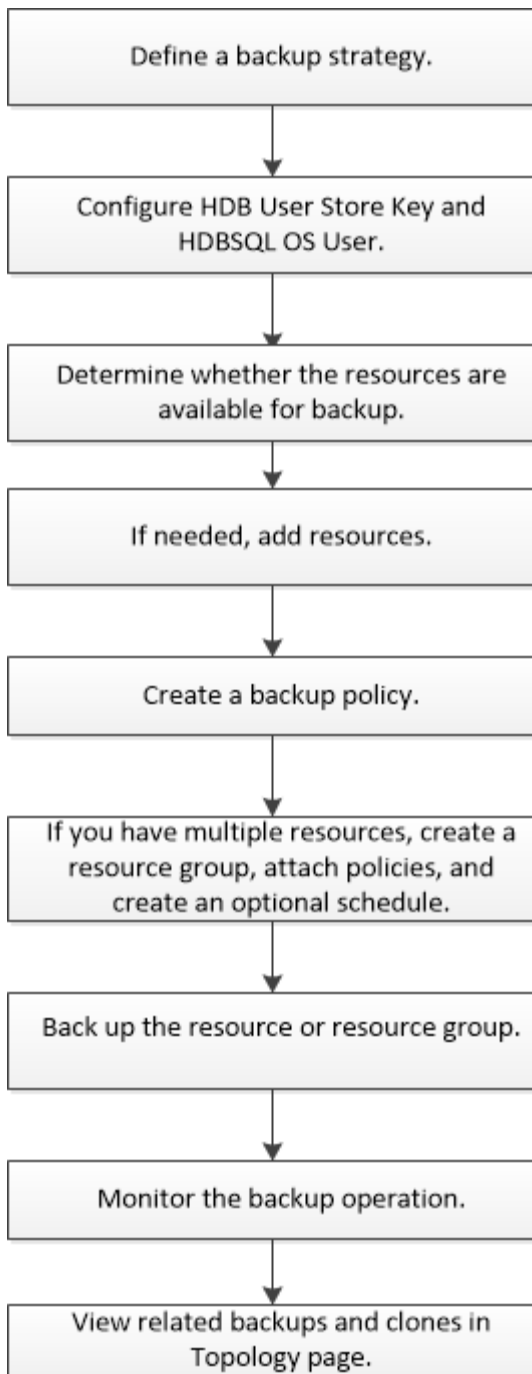 Define a backup strategy.
Configure HDB User Store Key and
HDBSQL OS User.
Determine whether the resources are
available for backup.
If needed, add resources.
Create a backup policy.
If you have multiple resources, create a
resource group, attach policies, and
create an optional schedule.
Back up the resource or resource group.
Monitor the backup operation.
View related backups and clones in
Topology page.